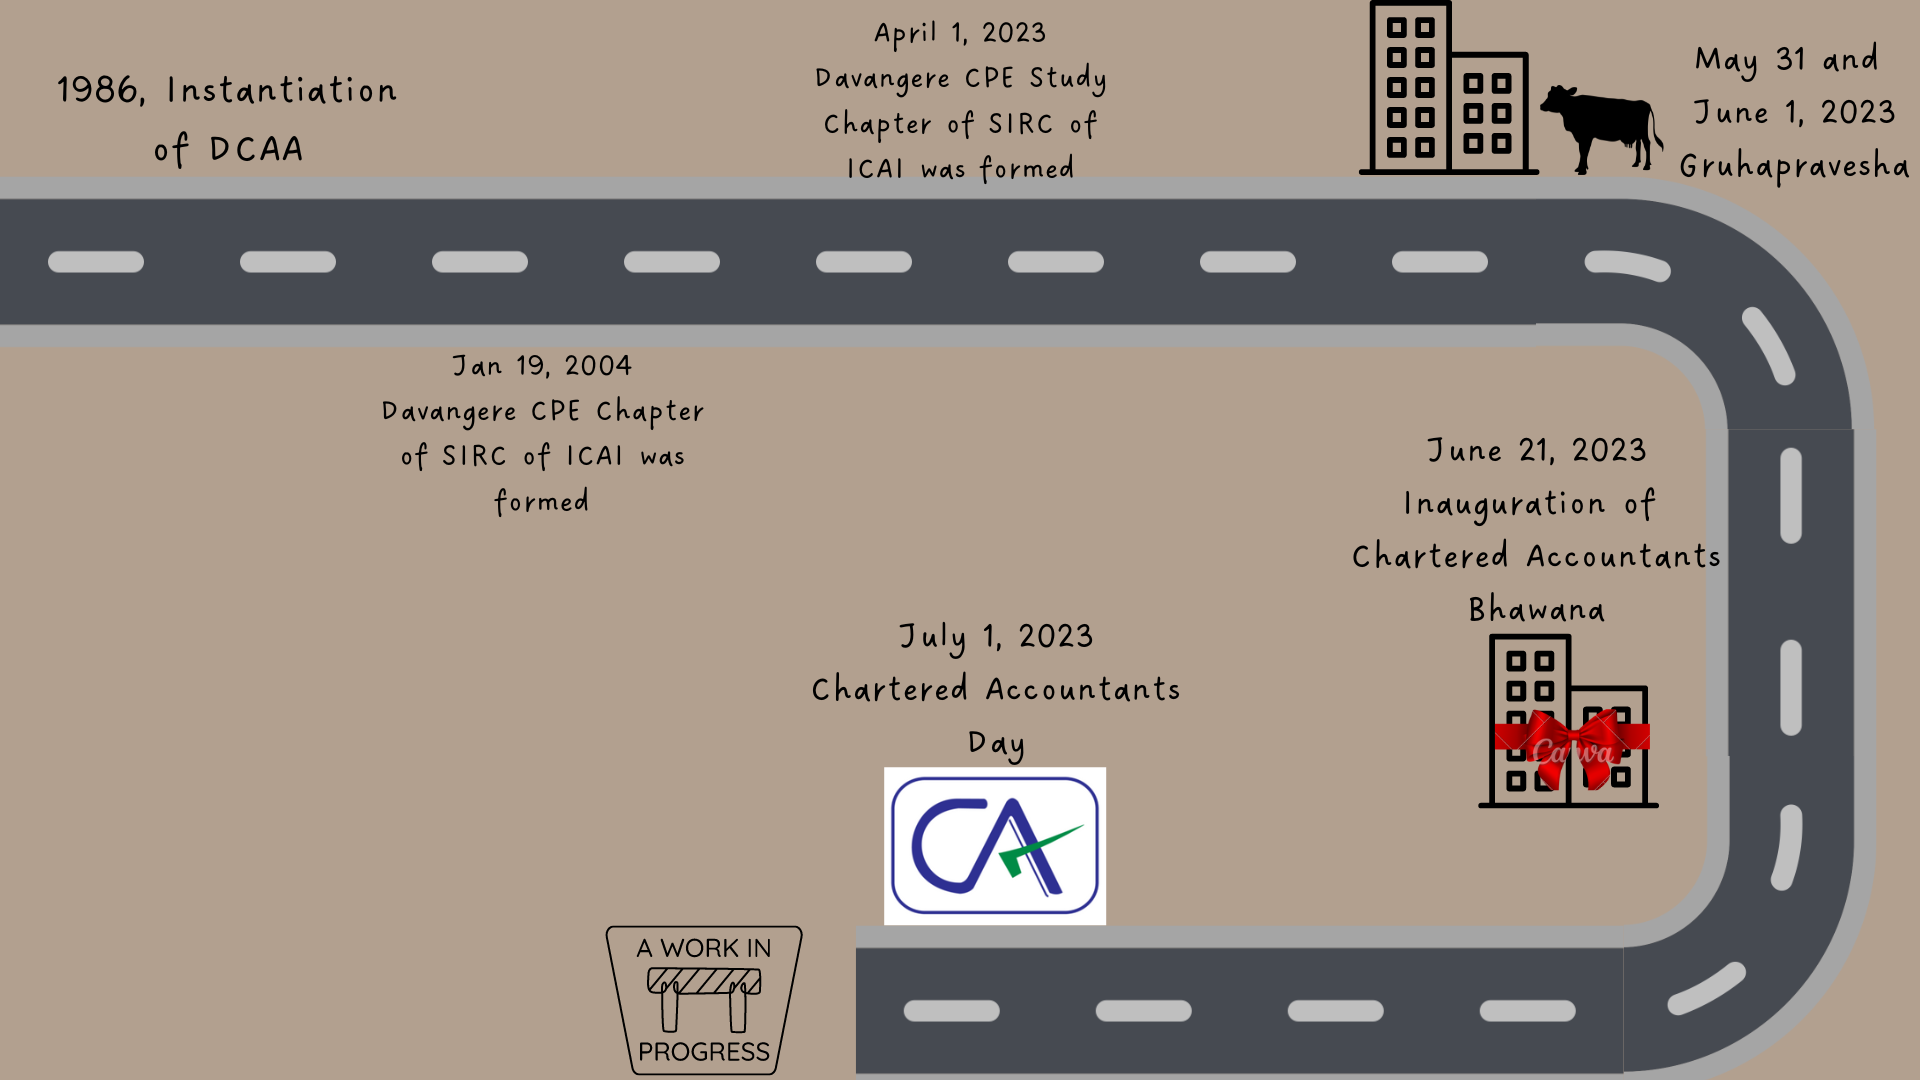 1986, Instantiation
of DCAA
April 1, 2023
Davangere CPE Study
Chapter of SIRC of
ICAI was formed
May 31 and
June 1, 2023
Gruhapravesha
Jan 19, 2004
Davangere CPE Chapter
of SIRC of ICAI was
formed
June 21, 2023
Inauguration of
Chartered Accountants
Bhawana
Canva
July 1, 2023
Chartered Accountants
Day
CA
A WORK IN
PROGRESS